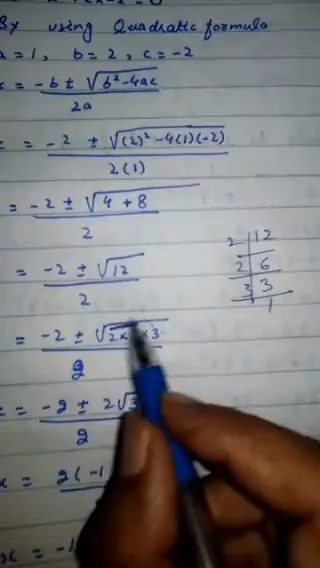 By using Quadratic formula
a = 1, b = 2, c = -2
x = -b ± √b²-4ac / 2a
x = -2 ± √(2)²-4(1)(-2) / 2(1)
= -2 ± √4+8 / 2
= -2 ± √12 / 2
2 | 12
2 | 6
3 | 3
1
= -2 ± √2× ×3 / 2
x = -2 ± 2√3 / 2
x = 2(-1
x = -1